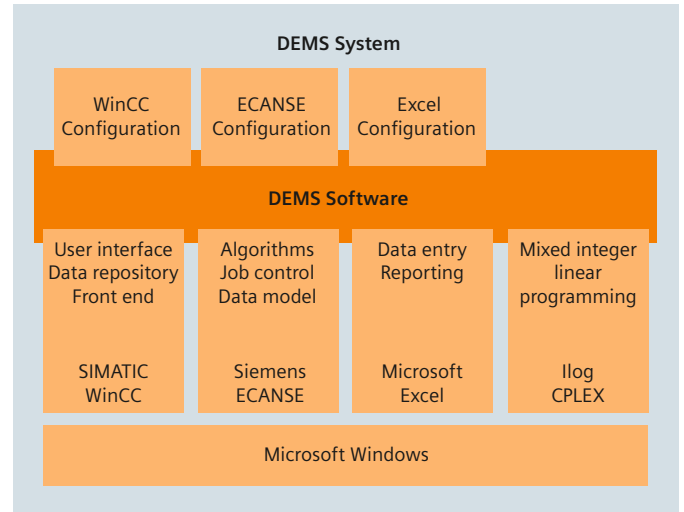 DEMS System
WinCC
Configuration
ECANSE
Configuration
Excel
Configuration
DEMS Software
User interface
Data repository
Front end
SIMATIC
WinCC
Algorithms
Job control
Data model
Siemens
ECANSE
Data entry
Reporting
Microsoft
Excel
Mixed integer
linear
programming
Ilog
CPLEX
Microsoft Windows